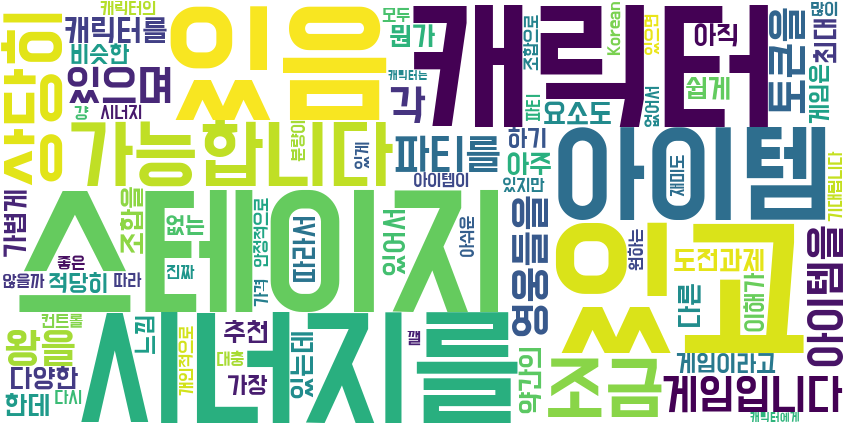 캐릭터의
캐릭터를
비슷한
있으며
걍
시너지
상당히
있음
모두
뭔가
캐릭터는
각
캐릭터
조합으로
파티
Korean
있으면
없어서
아직
쉽게
요소도
토큰을
많이
최대
게임은
가능합니다
분량이
있게
파티를
아이템이
하기
아주
있지만
아이템
재미도
기대됩니다
가볍게
조합을
않을까
좋은
적당히
따라
스테이지
떴
진짜
안정적으로
가격
따라서
있어서
아쉬운
영웅들을
있고
원하는
도전과제
다른
이해가
아이템을
컨트롤
왕을
다양한
한데
다시
느낌
시너지를
개인적으로
추천
대충
가장
있는데
깰
약간의
조금
게임이라고
게임입니다
캐릭터에게